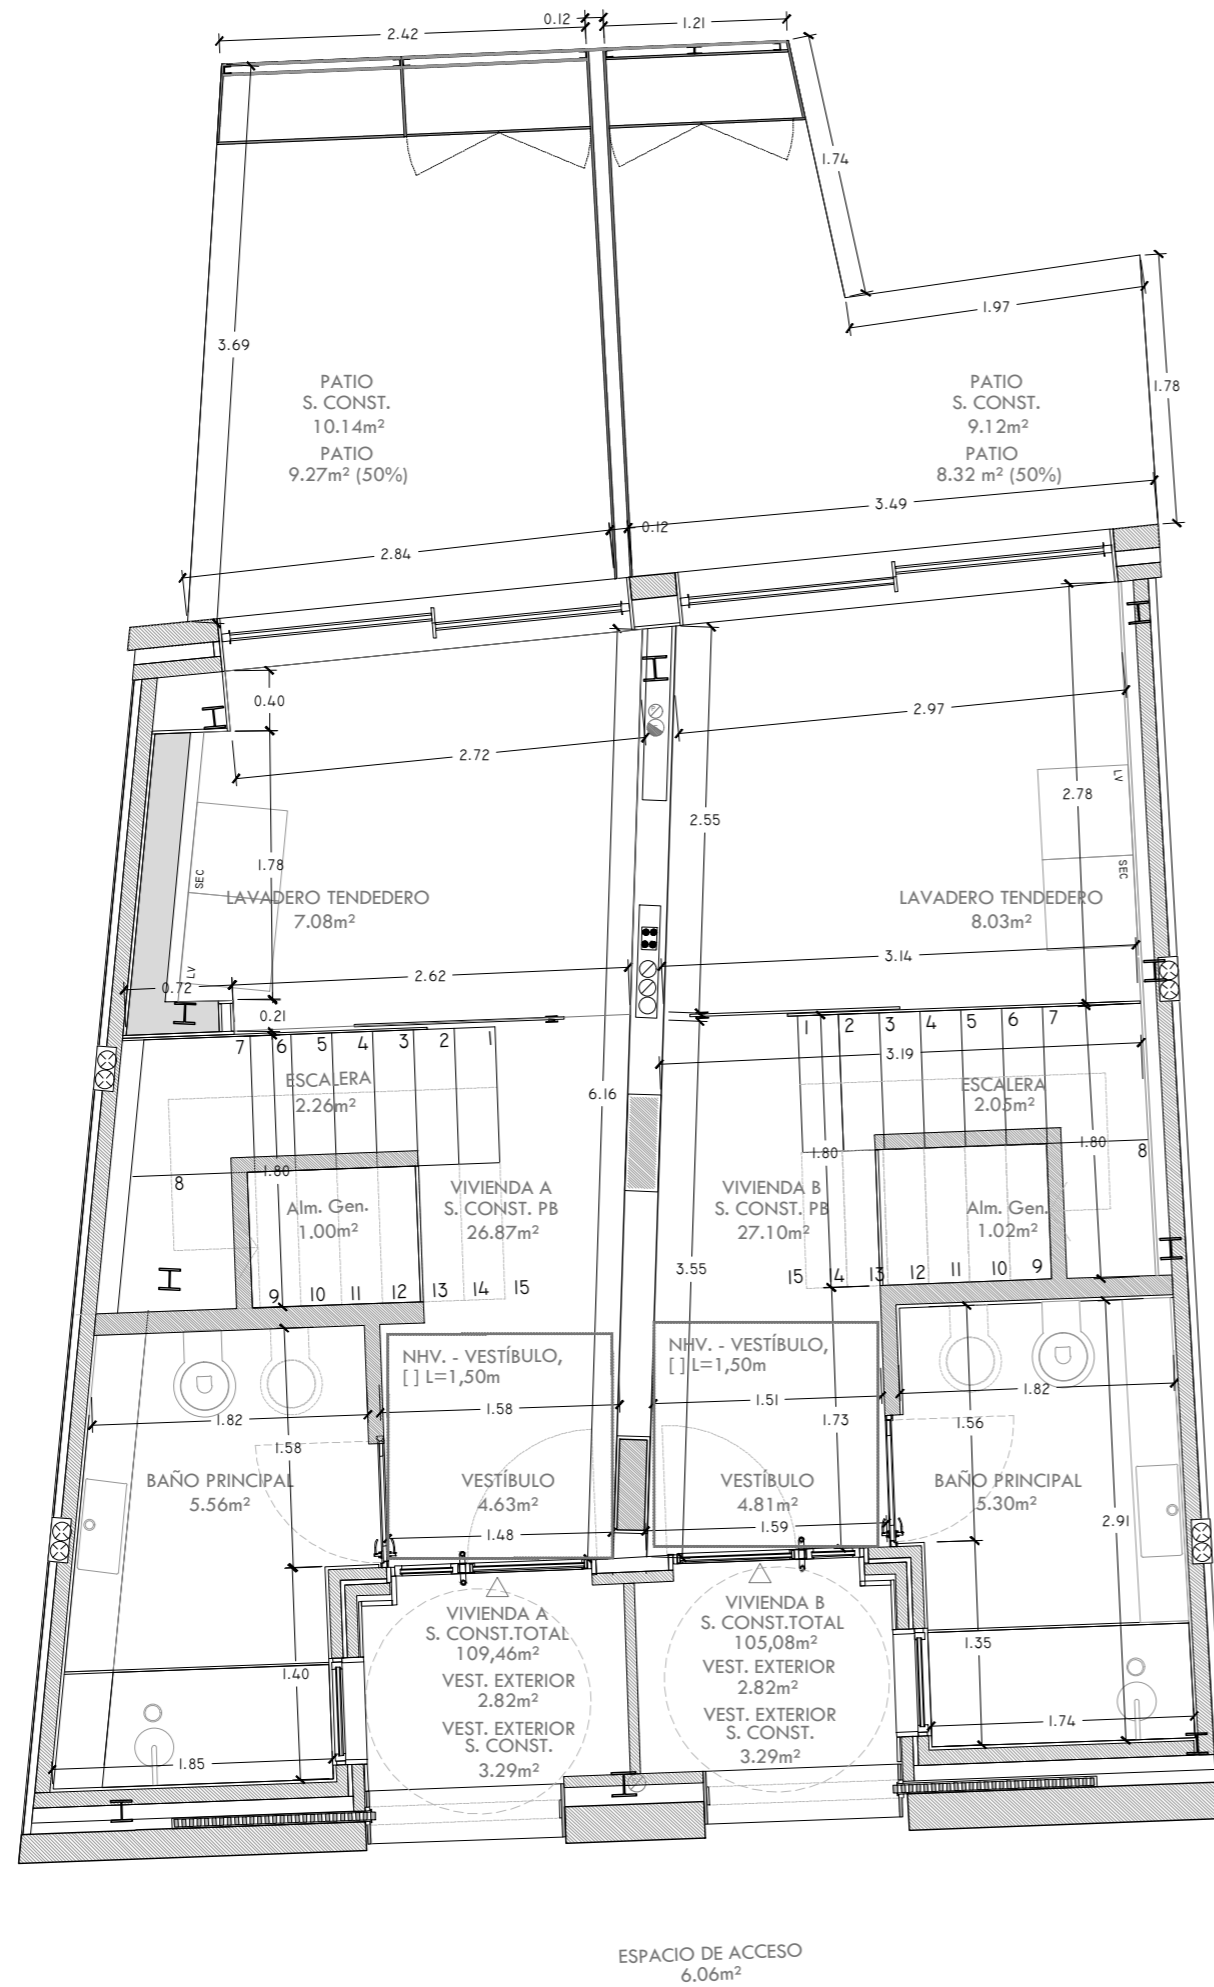 0.12
1.21
2.42
1.74
1.97
3.69
1.78
PATIO
S. CONST.
10.14m²
PATIO
9.27m² (50%)
PATIO
S. CONST.
9.12m²
PATIO
8.32 m² (50%)
3.49
0.12
2.84
0.40
2.97
2.72
LV
2.78
2.55
1.78
SEC
SEC
LAVADERO TENDEDERO
7.08m²
LAVADERO TENDEDERO
8.03m²
3.14
2.62
LV
0.72
0.21
7 6 5 4 3 2 1
1 2 3 4 5 6 7
3.19
ESCALERA
2.26m²
ESCALERA
2.05m²
6.16
1.80
1.80
1.80
8
8
VIVIENDA A
S. CONST. PB
26.87m²
VIVIENDA B
S. CONST. PB
27.10m²
Alm. Gen.
1.00m²
Alm. Gen.
1.02m²
3.55
9 10 11 12 13 14 15
15 14 13 12 11 10 9
NHV. - VESTÍBULO,
[ ] L=1,50m
NHV. - VESTÍBULO,
[ ] L=1,50m
1.82
1.58
1.51
1.82
1.73
1.56
1.58
BAÑO PRINCIPAL
5.56m²
VESTÍBULO
4.63m²
VESTÍBULO
4.81m²
BAÑO PRINCIPAL
5.30m²
2.91
1.48
1.59
VIVIENDA A
S. CONST.TOTAL
109,46m²
VEST. EXTERIOR
2.82m²
VEST. EXTERIOR
S. CONST.
3.29m²
VIVIENDA B
S. CONST.TOTAL
105,08m²
VEST. EXTERIOR
2.82m²
VEST. EXTERIOR
S. CONST.
3.29m²
1.35
1.40
1.74
1.85
ESPACIO DE ACCESO
6.06m²